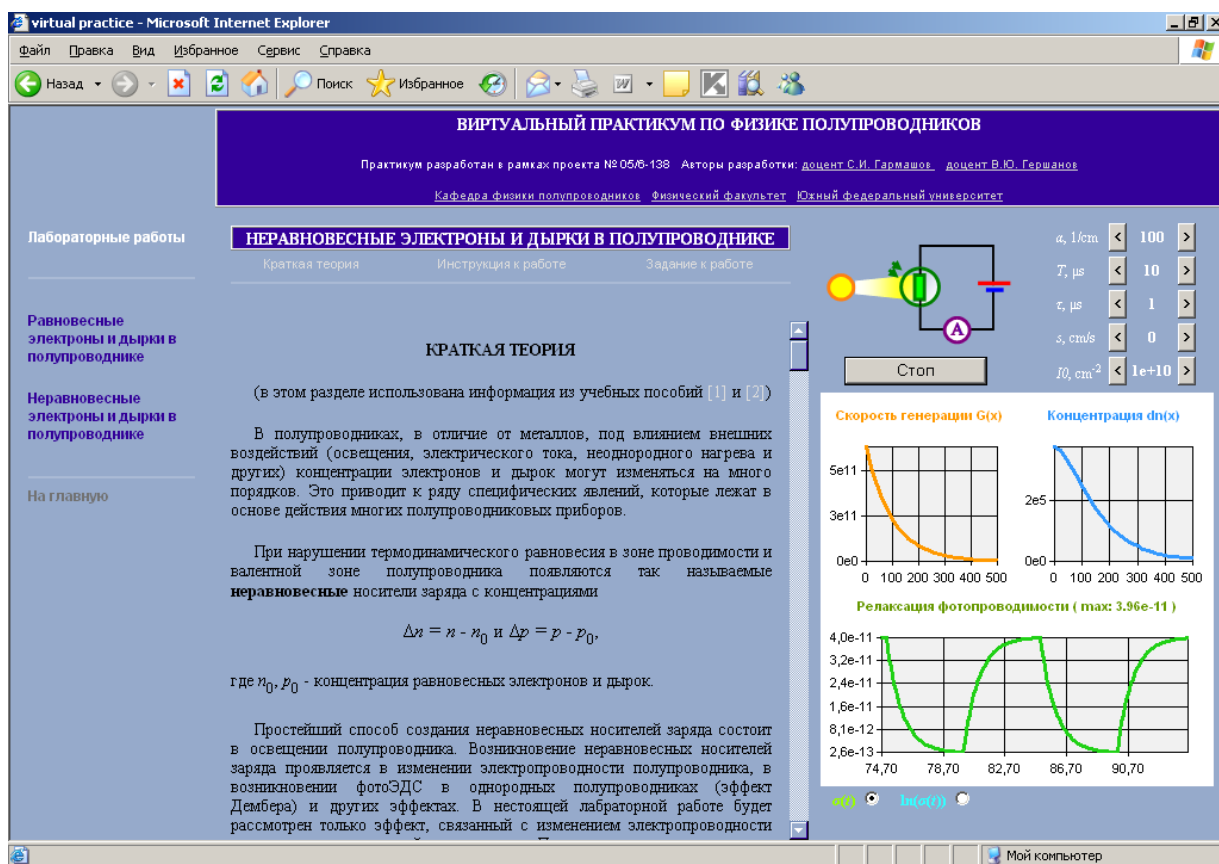 virtual practice - Microsoft Internet Explorer
Файл Правка Вид Избранное Сервис Справка
Назад Поиск Избранное
ВИРТУАЛЬНЫЙ ПРАКТИКУМ ПО ФИЗИКЕ ПОЛУПРОВОДНИКОВ
Практикум разработан в рамках проекта № 05/6-138 Авторы разработки: доцент С.И. Гармашов доцент В.Ю. Гершанов
Кафедра физики полупроводников Физический факультет Южный федеральный университет
Лабораторные работы
Равновесные
электроны и дырки в
полупроводнике
Неравновесные
электроны и дырки в
полупроводнике
На главную
НЕРАВНОВЕСНЫЕ ЭЛЕКТРОНЫ И ДЫРКИ В ПОЛУПРОВОДНИКЕ
Краткая теория Инструкция к работе Задание к работе
КРАТКАЯ ТЕОРИЯ
(в этом разделе использована информация из учебных пособий [1] и [2])
В полупроводниках, в отличие от металлов, под влиянием внешних
воздействий (освещения, электрического тока, неоднородного нагрева и
других) концентрации электронов и дырок могут изменяться на много
порядков. Это приводит к ряду специфических явлений, которые лежат в
основе действия многих полупроводниковых приборов.
При нарушении термодинамического равновесия в зоне проводимости и
валентной зоне полупроводника появляются так называемые
неравновесные носители заряда с концентрациями
Δn = n - n₀ и Δp = p - p₀,
где n₀, p₀ - концентрация равновесных электронов и дырок.
Простейший способ создания неравновесных носителей заряда состоит
в освещении полупроводника. Возникновение неравновесных носителей
заряда проявляется в изменении электропроводности полупроводника, в
возникновении фотоЭДС в однородных полупроводниках (эффект
Дембера) и других эффектах. В нестоящей лабраторной работе будет
рассмотрен только эффект, связанный с изменением электропроводности
A
Стоп
α, 1/cm < 100 >
T, μs < 10 >
τ, μs < 1 >
s, cm/s < 0 >
I0, cm⁻² < 1e+10 >
Скорость генерации G(x)
5e11
3e11
0e0
0 100 200 300 400 500
Концентрация dn(x)
2e5
0e0
0 100 200 300 400 500
Релаксация фотопроводимости ( max: 3.96e-11 )
4,0e-11
3,2e-11
2,4e-11
1,6e-11
8,1e-12
2,6e-13
74,70 78,70 82,70 86,70 90,70
σ(t) ln(σ(t))
Мой компьютер